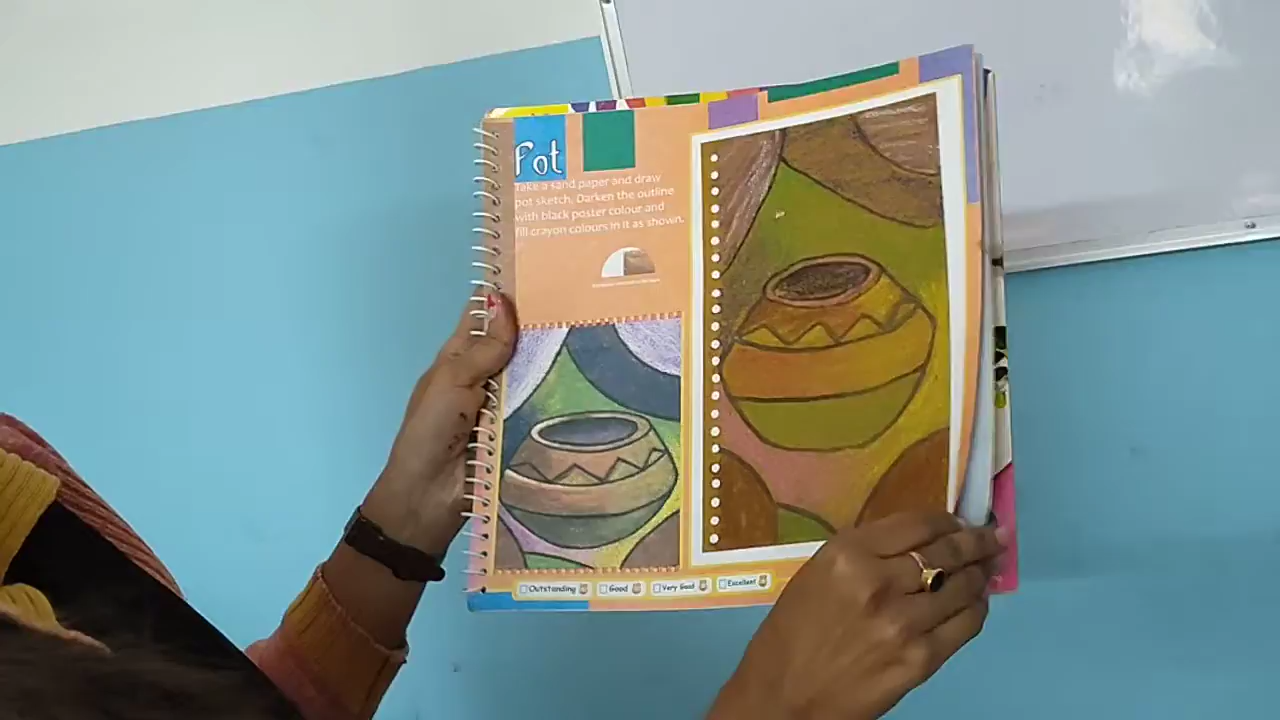 Pot
Take a sand paper and draw
pot sketch. Darken the outline
with black poster colour and
fill crayon colours in it as shown.
Outstanding
Good
Very Good
Excellent